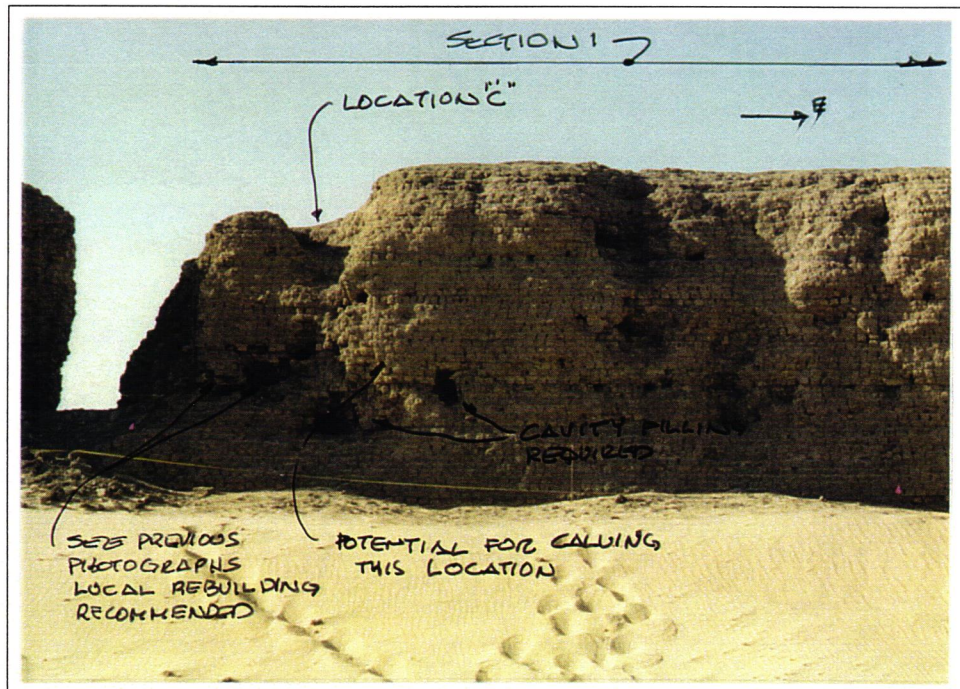 SECTION 1
LOCATION "C"
E
CAVITY FILLING
REQUIRED
SEE PREVIOUS
PHOTOGRAPHS
LOCAL REBUILDING
RECOMMENDED
POTENTIAL FOR CALVING
THIS LOCATION